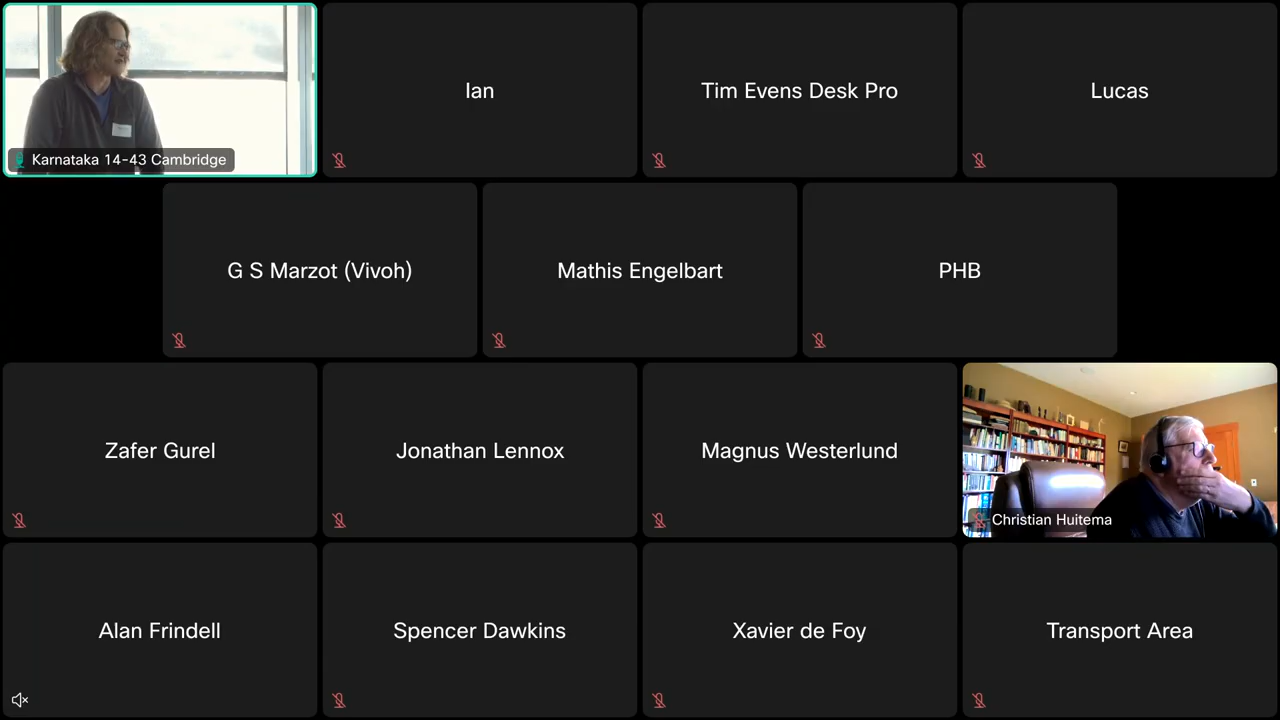 Karnataka 14-43 Cambridge
Ian
Tim Evens Desk Pro
Lucas
G S Marzot (Vivoh)
Mathis Engelbart
PHB
Zafer Gurel
Jonathan Lennox
Magnus Westerlund
Christian Huitema
Alan Frindell
Spencer Dawkins
Xavier de Foy
Transport Area